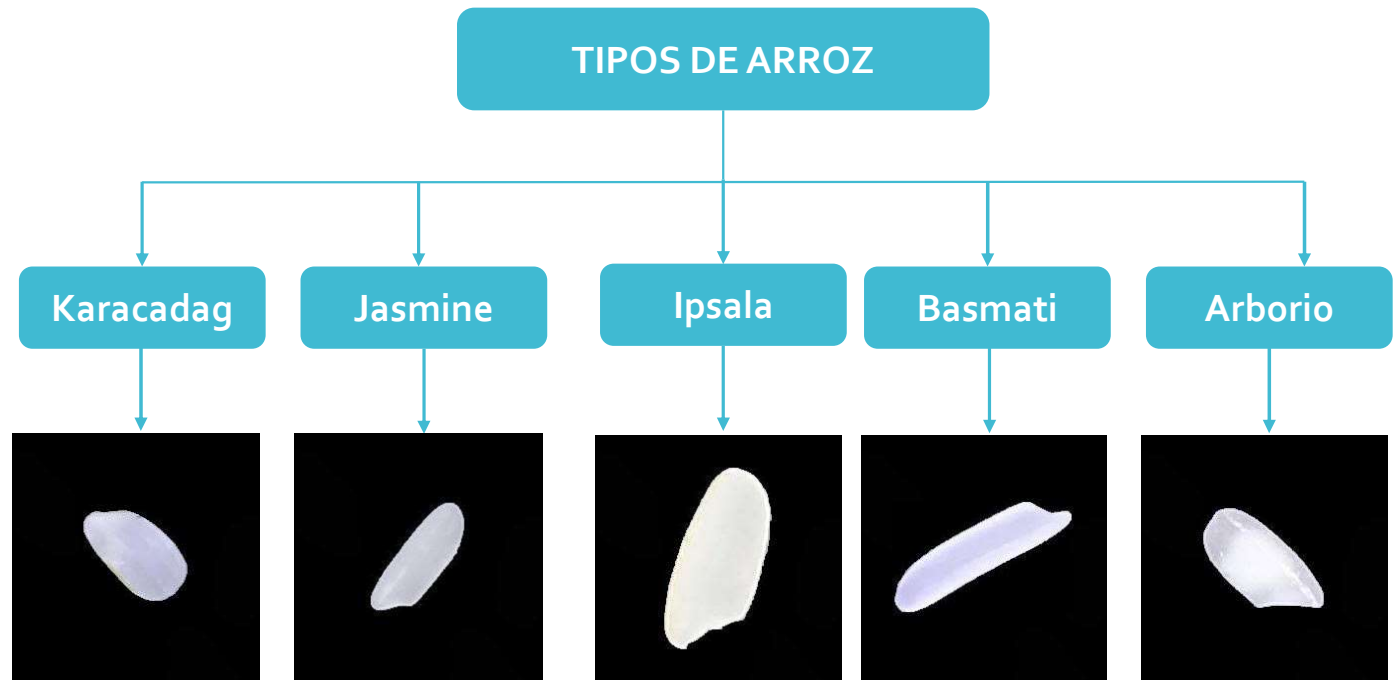 TIPOS DE ARROZ
Karacadag
Jasmine
Ipsala
Basmati
Arborio